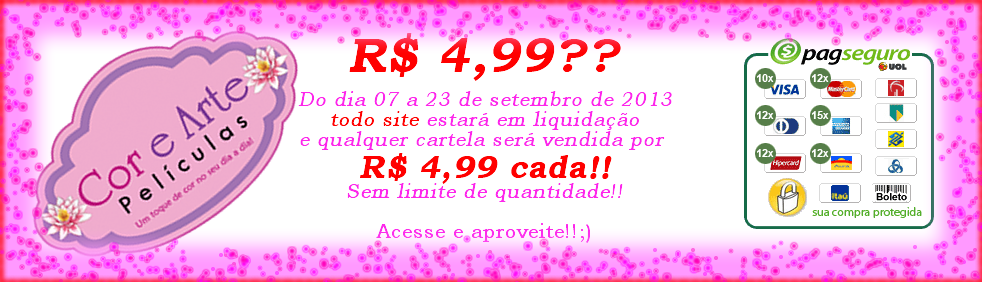 Cor e Arte
Películas
Um toque de cor no seu dia a dia!
R$ 4,99??
Do dia 07 a 23 de setembro de 2013
todo site estará em liquidação
e qualquer cartela será vendida por
R$ 4,99 cada!!
Sem limite de quantidade!!
Acesse e aproveite!!;)
pagseguro
UOL
10x VISA 12x MasterCard
12x 15x
12x Hipercard 12x
Itaú Boleto
sua compra protegida